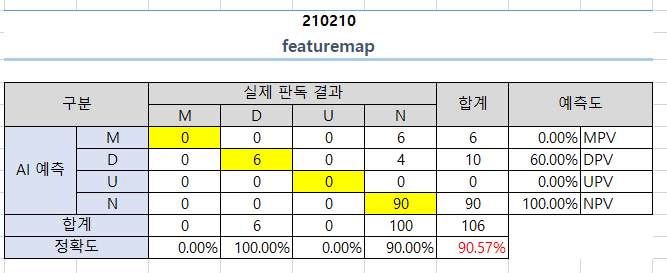 210210
featuremap
구분 실제 판독 결과 합계 예측도
M D U N
AI 예측 M 0 0 0 6 6 0.00% MPV
D 0 6 0 4 10 60.00% DPV
U 0 0 0 0 0 0.00% UPV
N 0 0 0 90 90 100.00% NPV
합계 0 6 0 100 106
정확도 0.00% 100.00% 0.00% 90.00% 90.57%